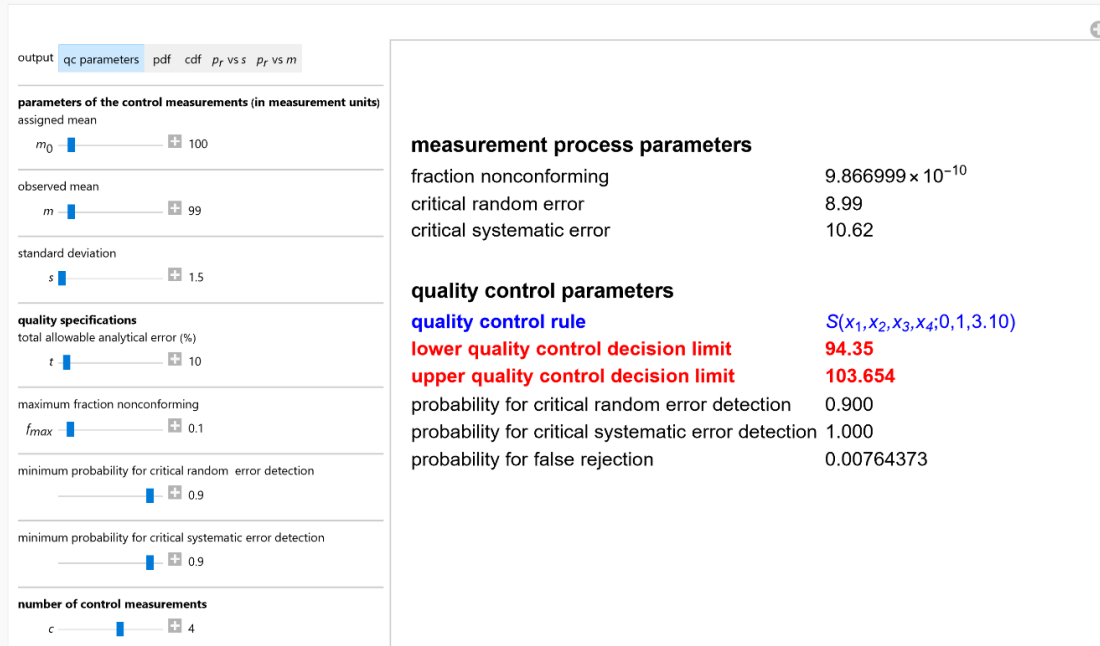 output qc parameters pdf cdf pr vs s pr vs m
parameters of the control measurements (in measurement units)
assigned mean
m0 100
observed mean
m 99
standard deviation
s 1.5
quality specifications
total allowable analytical error (%)
t 10
maximum fraction nonconforming
fmax 0.1
minimum probability for critical random error detection
0.9
minimum probability for critical systematic error detection
0.9
number of control measurements
c 4
measurement process parameters
fraction nonconforming 9.866999×10⁻¹⁰
critical random error 8.99
critical systematic error 10.62
quality control parameters
quality control rule S(x₁,x₂,x₃,x₄;0,1,3.10)
lower quality control decision limit 94.35
upper quality control decision limit 103.654
probability for critical random error detection 0.900
probability for critical systematic error detection 1.000
probability for false rejection 0.00764373